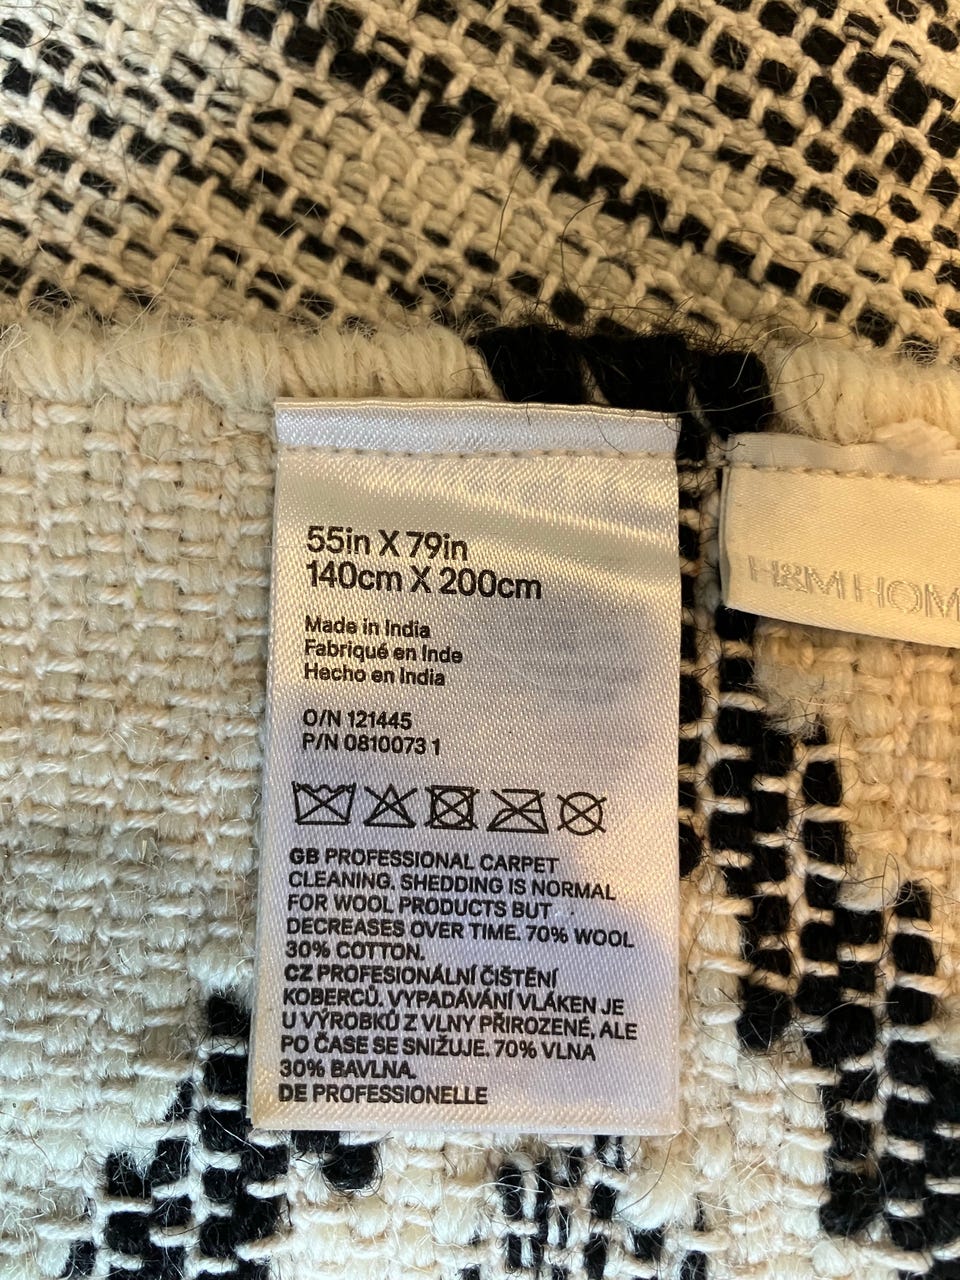 55in X 79in
140cm X 200cm
Made in India
Fabriqué en Inde
Hecho en India
O/N 121445
P/N 0810073 1
GB PROFESSIONAL CARPET
CLEANING. SHEDDING IS NORMAL
FOR WOOL PRODUCTS BUT
DECREASES OVER TIME. 70% WOOL
30% COTTON.
CZ PROFESIONÁLNÍ ČIŠTĚNÍ
KOBERCŮ. VYPADÁVÁNÍ VLÁKEN JE
U VÝROBKŮ Z VLNY PŘIROZENÉ, ALE
PO ČASE SE SNIŽUJE. 70% VLNA
30% BAVLNA.
DE PROFESSIONELLE
H&M HOM